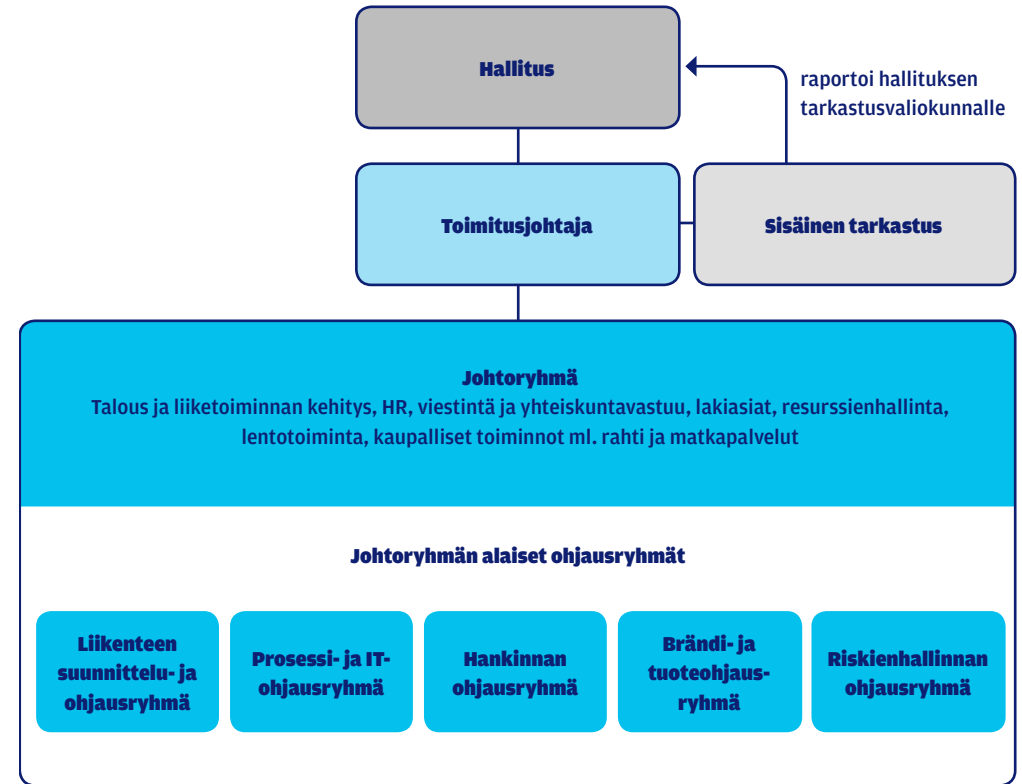 Hallitus
raportoi hallituksen
tarkastusvaliokunnalle
Toimitusjohtaja
Sisäinen tarkastus
Johtoryhmä
Talous ja liiketoiminnan kehitys, HR, viestintä ja yhteiskuntavastuu, lakiasiat, resurssienhallinta,
lentotoiminta, kaupalliset toiminnot ml. rahti ja matkapalvelut
Johtoryhmän alaiset ohjausryhmät
Liikenteen
suunnittelu- ja
ohjausryhmä
Prosessi- ja IT-
ohjausryhmä
Hankinnan
ohjausryhmä
Brändi- ja
tuoteohjaus-
ryhmä
Riskienhallinnan
ohjausryhmä